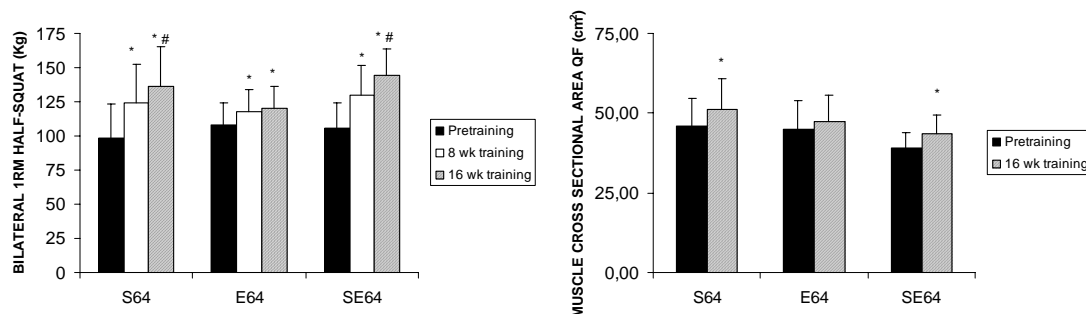 BILATERAL 1RM HALF-SQUAT (Kg)
175
150
125
100
75
50
25
0
* * # * * * * #
S64 E64 SE64
Pretraining
8 wk training
16 wk training
MUSCLE CROSS SECTIONAL AREA QF (cm²)
75,00
50,00
25,00
0,00
* *
S64 E64 SE64
Pretraining
16 wk training